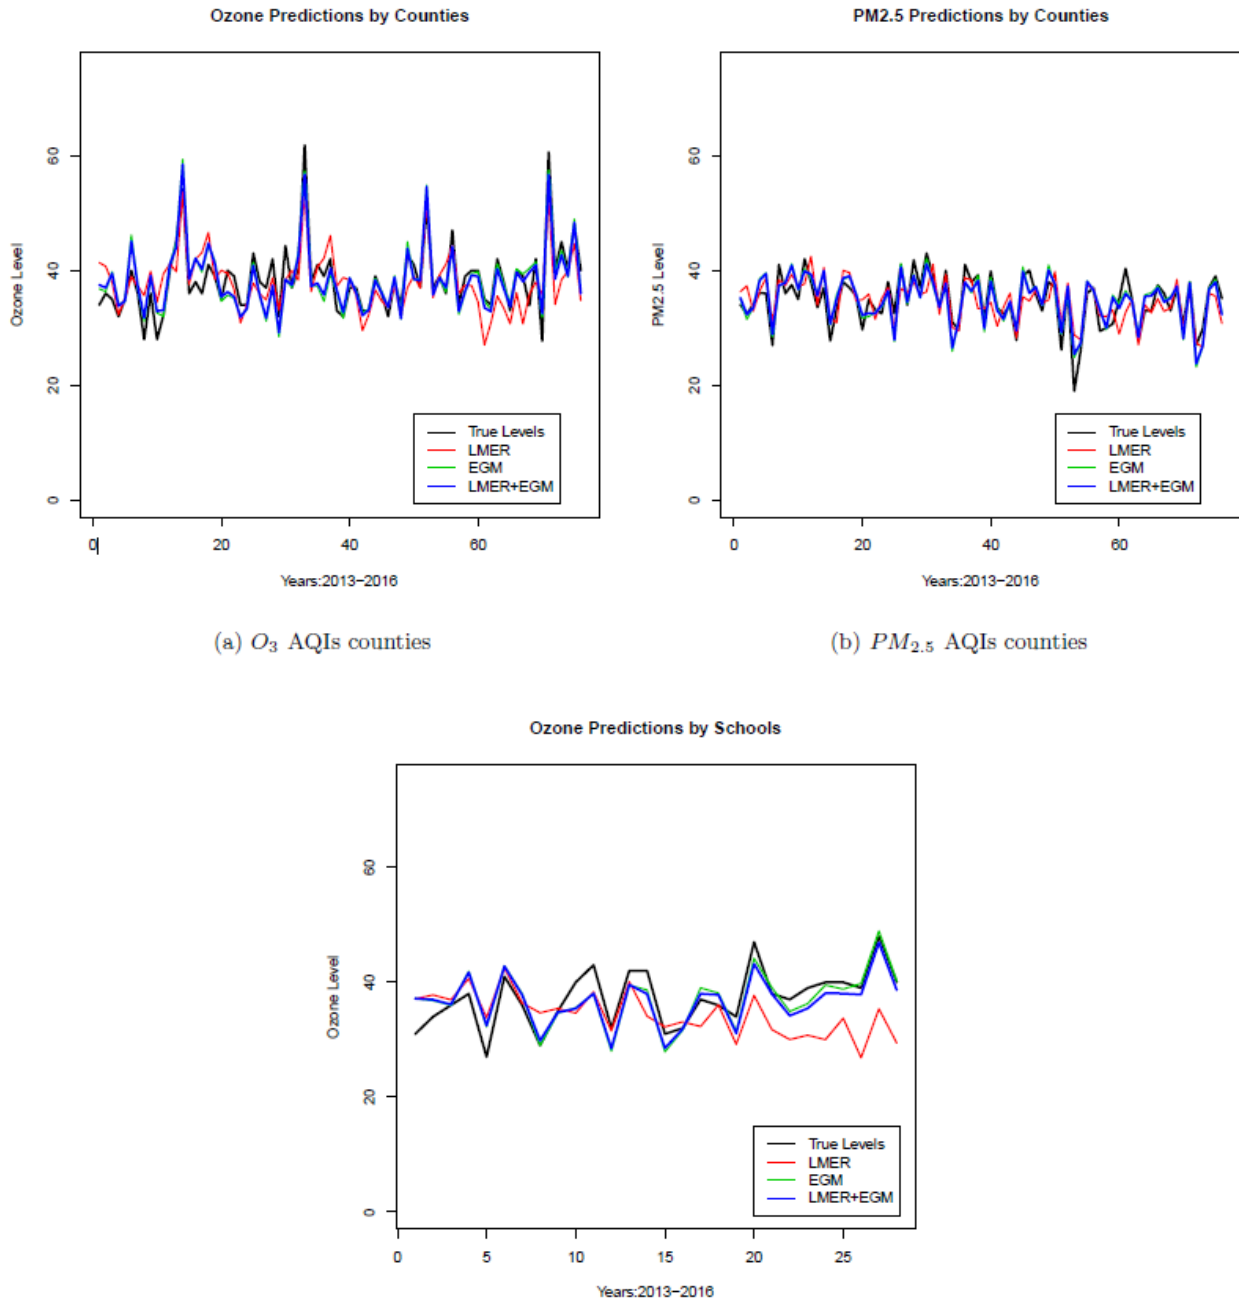 Ozone Predictions by Counties
Ozone Level
60
40
20
0
True Levels
LMER
EGM
LMER+EGM
0 20 40 60
Years:2013−2016
(a) O3 AQIs counties
PM2.5 Predictions by Counties
PM2.5 Level
60
40
20
0
True Levels
LMER
EGM
LMER+EGM
0 20 40 60
Years:2013−2016
(b) PM2.5 AQIs counties
Ozone Predictions by Schools
Ozone Level
60
40
20
0
True Levels
LMER
EGM
LMER+EGM
0 5 10 15 20 25
Years:2013−2016